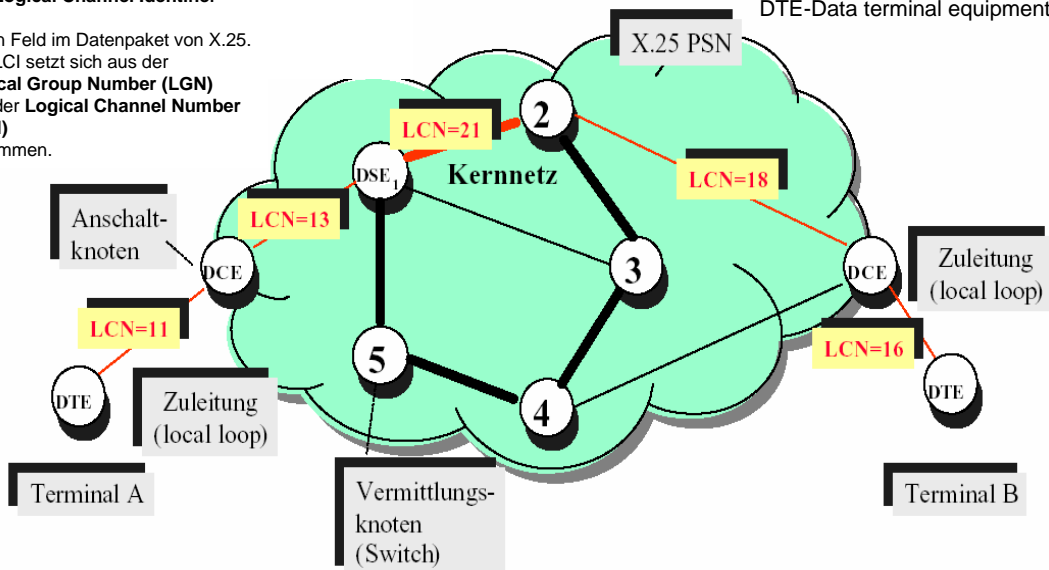 Logical Channel Identifier
n Feld im Datenpaket von X.25.
LCI setzt sich aus der
cal Group Number (LGN)
der Logical Channel Number
)
mmen.
DTE-Data terminal equipment
X.25 PSN
LCN=21
2
DSE1
Kernnetz
LCN=18
LCN=13
Anschalt-
knoten
DCE
3
DCE
Zuleitung
(local loop)
LCN=11
5
LCN=16
DTE
Zuleitung
(local loop)
4
DTE
Terminal A
Vermittlungs-
knoten
(Switch)
Terminal B